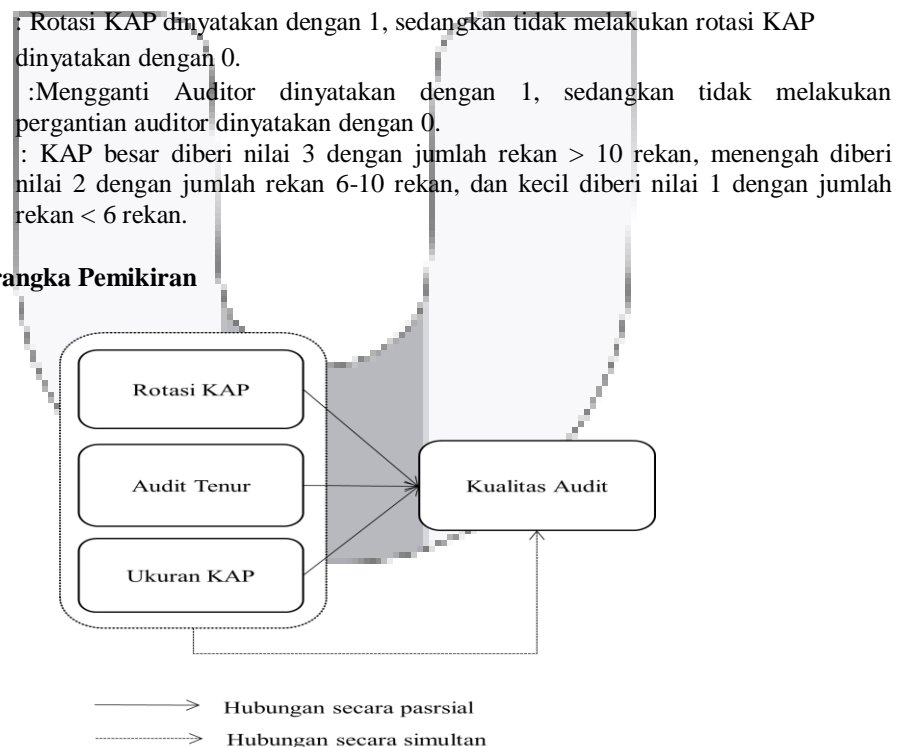 : Rotasi KAP dinyatakan dengan 1, sedangkan tidak melakukan rotasi KAP
dinyatakan dengan 0.
:Mengganti Auditor dinyatakan dengan 1, sedangkan tidak melakukan
pergantian auditor dinyatakan dengan 0.
: KAP besar diberi nilai 3 dengan jumlah rekan > 10 rekan, menengah diberi
nilai 2 dengan jumlah rekan 6-10 rekan, dan kecil diberi nilai 1 dengan jumlah
rekan < 6 rekan.
rangka Pemikiran
Rotasi KAP
Audit Tenur
Kualitas Audit
Ukuran KAP
Hubungan secara pasrsial
Hubungan secara simultan